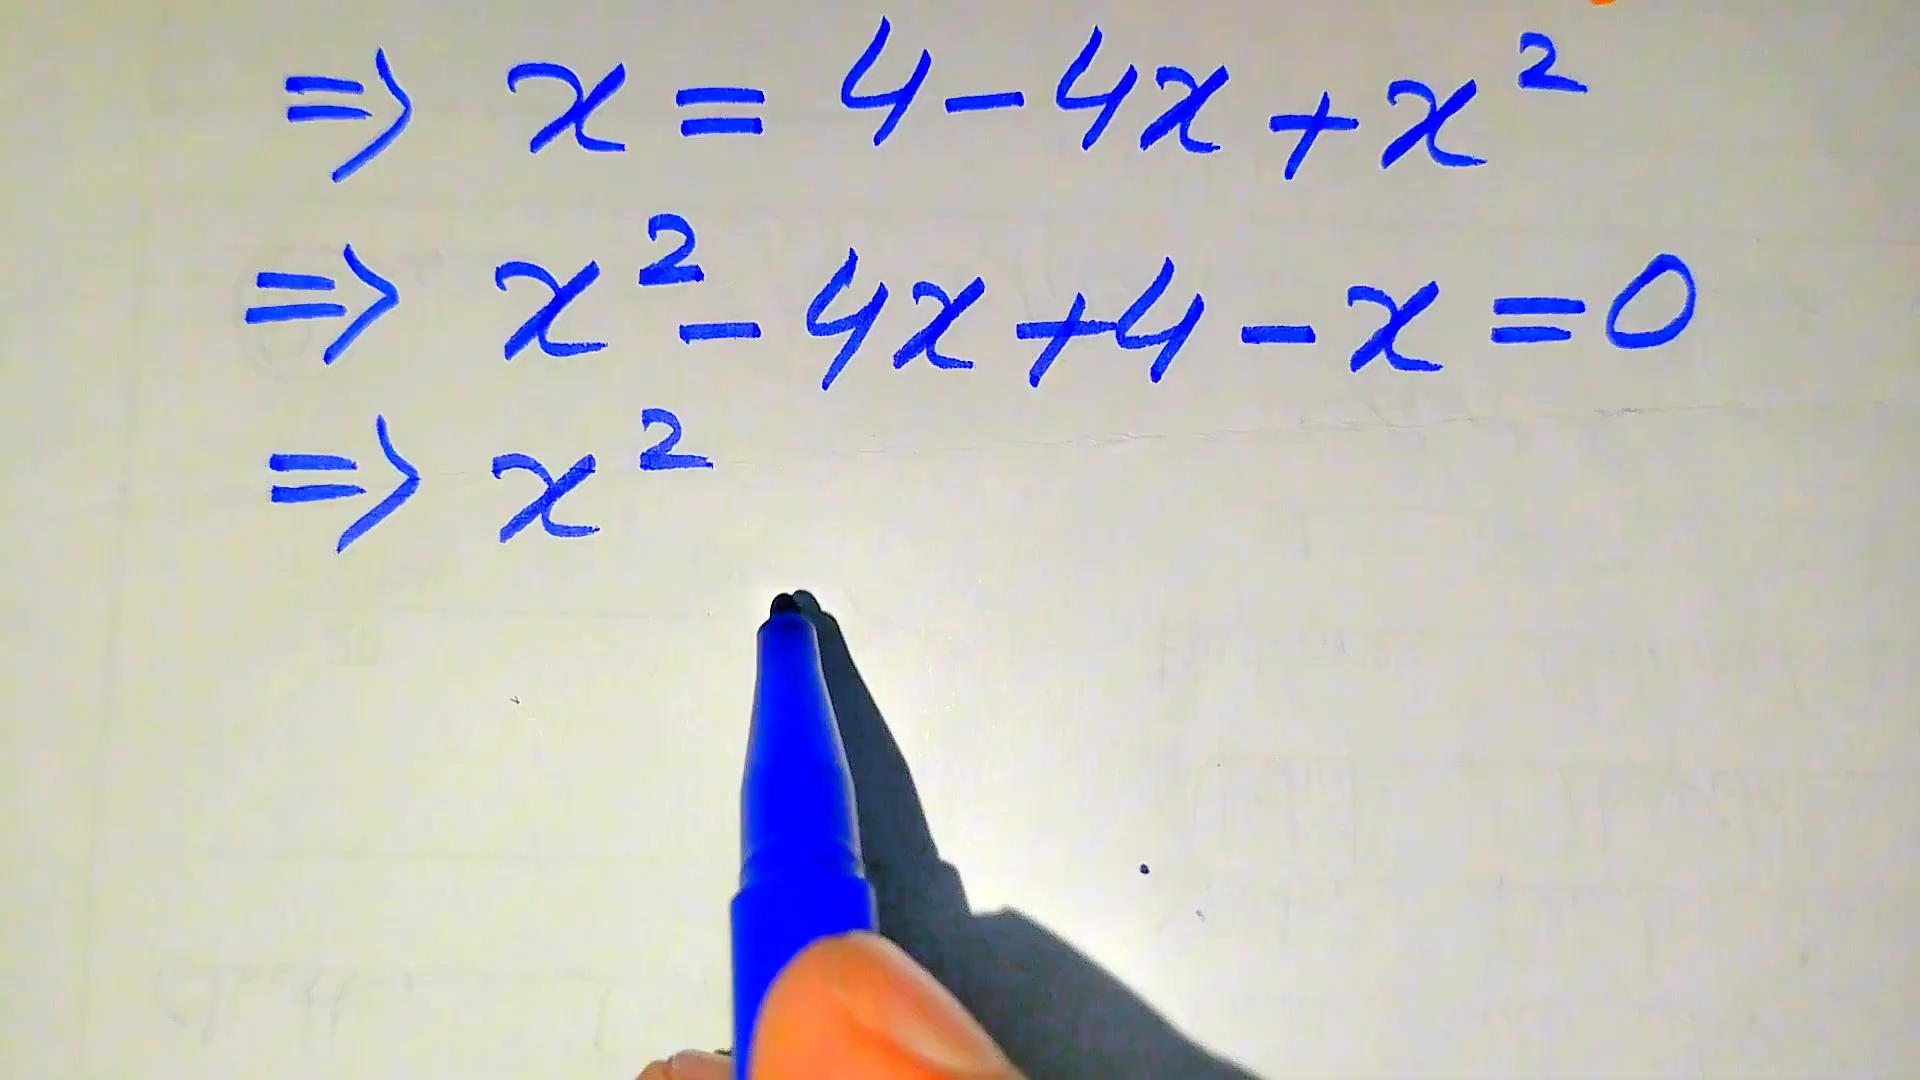 ⇒ x = 4 - 4x + x²
⇒ x² - 4x + 4 - x = 0
⇒ x²